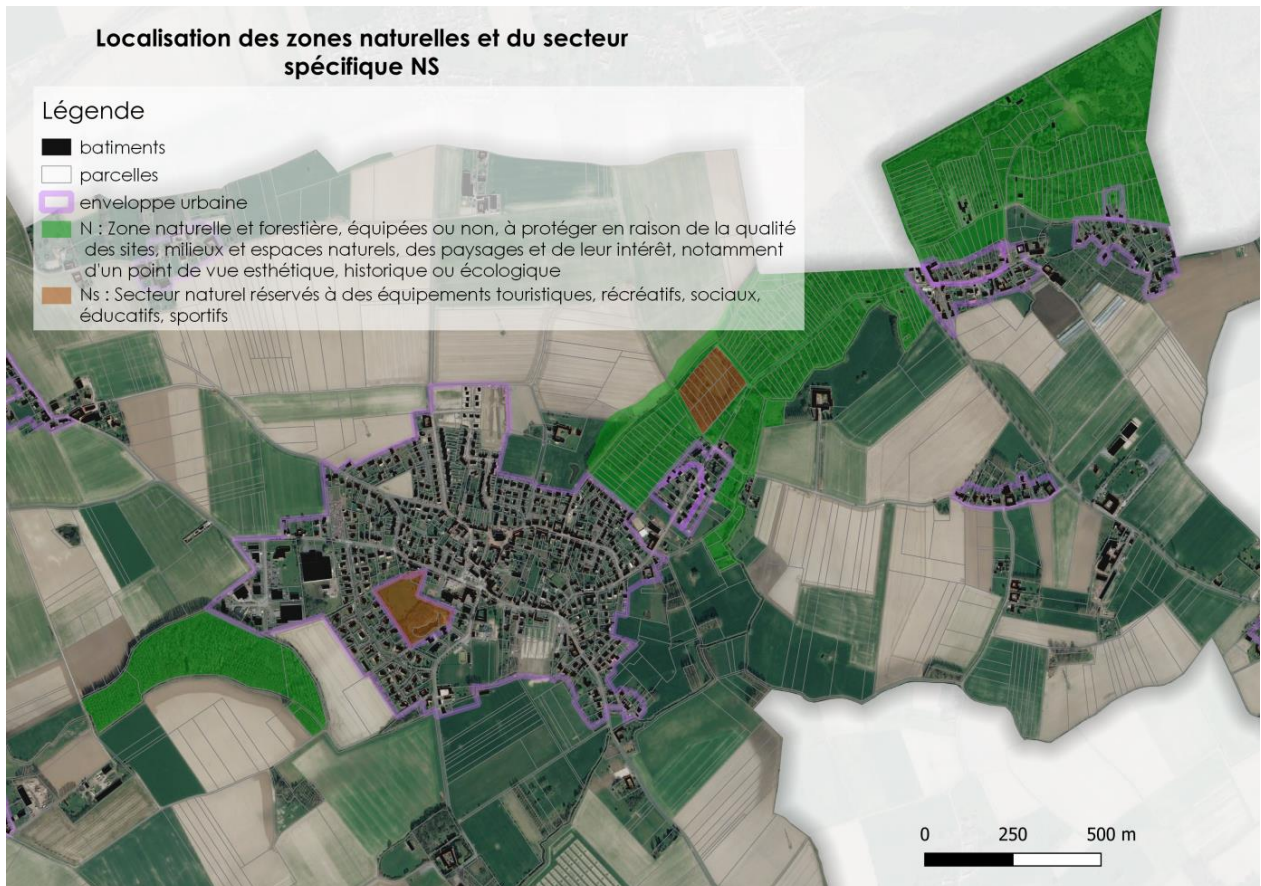 Localisation des zones naturelles et du secteur
spécifique NS
Légende
batiments
parcelles
enveloppe urbaine
N : Zone naturelle et forestière, équipées ou non, à protéger en raison de la qualité
des sites, milieux et espaces naturels, des paysages et de leur intérêt, notamment
d'un point de vue esthétique, historique ou écologique
Ns : Secteur naturel réservés à des équipements touristiques, récréatifs, sociaux,
éducatifs, sportifs
0 250 500 m